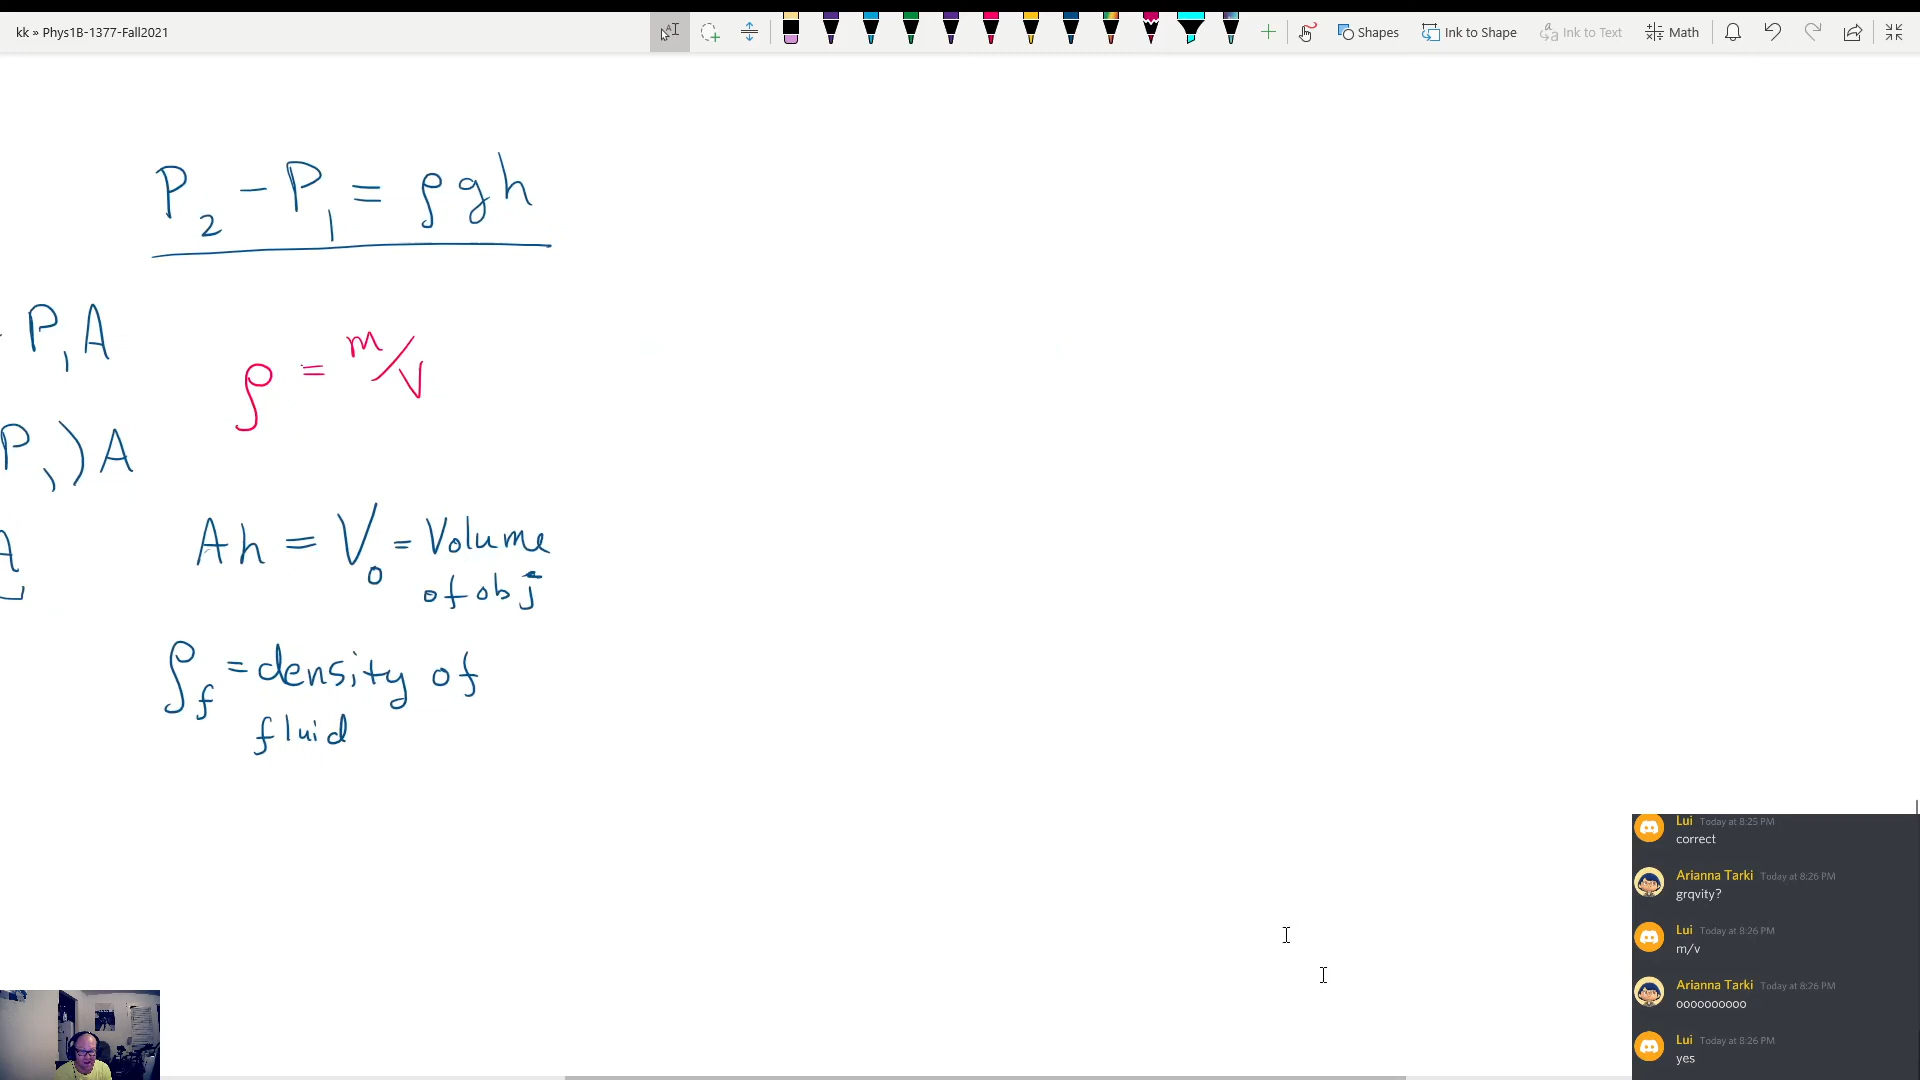 kk » Phys1B-1377-Fall2021
Shapes
Ink to Shape
Ink to Text
Math
P₂ - P₁ = ρgh
P₁A
ρ = m/V
P₁)A
A
Ah = V₀ = Volume
of obj
ρf = density of
fluid
Lui Today at 8:25 PM
correct
Arianna Tarki Today at 8:26 PM
grqvity?
Lui Today at 8:26 PM
m/v
Arianna Tarki Today at 8:26 PM
oooooooooo
Lui Today at 8:26 PM
yes